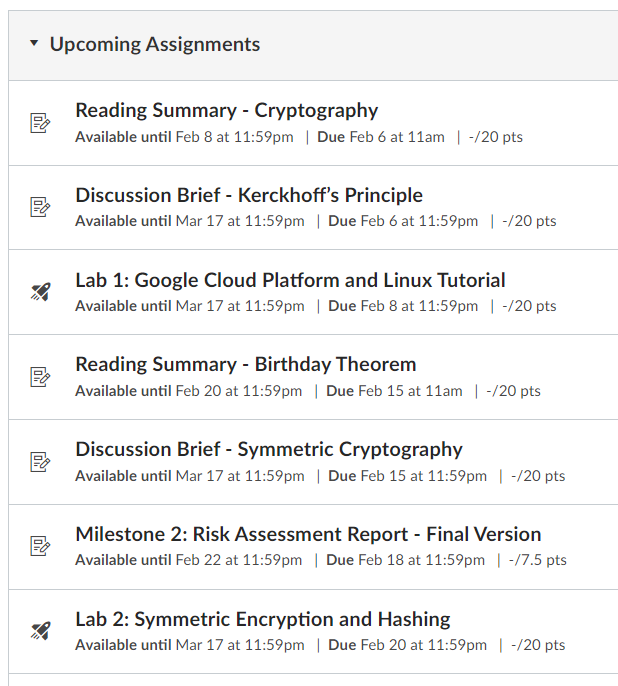 Upcoming Assignments
Reading Summary - Cryptography
Available until Feb 8 at 11:59pm | Due Feb 6 at 11am | -/20 pts
Discussion Brief - Kerckhoff’s Principle
Available until Mar 17 at 11:59pm | Due Feb 6 at 11:59pm | -/20 pts
Lab 1: Google Cloud Platform and Linux Tutorial
Available until Mar 17 at 11:59pm | Due Feb 8 at 11:59pm | -/20 pts
Reading Summary - Birthday Theorem
Available until Feb 20 at 11:59pm | Due Feb 15 at 11am | -/20 pts
Discussion Brief - Symmetric Cryptography
Available until Mar 17 at 11:59pm | Due Feb 15 at 11:59pm | -/20 pts
Milestone 2: Risk Assessment Report - Final Version
Available until Feb 22 at 11:59pm | Due Feb 18 at 11:59pm | -/7.5 pts
Lab 2: Symmetric Encryption and Hashing
Available until Mar 17 at 11:59pm | Due Feb 20 at 11:59pm | -/20 pts